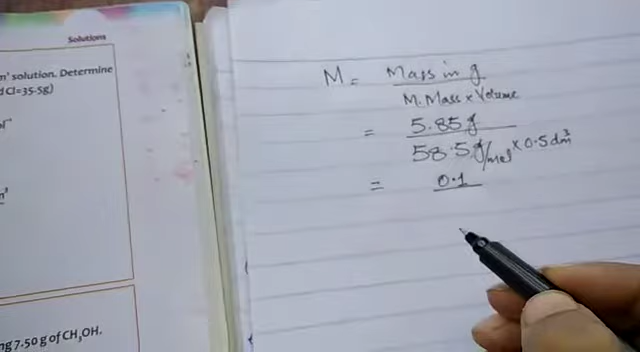 Solutions
m³ solution. Determine
d Cl=35.5g)
M = Mass in g
M. Mass × Volume
= 5.85 g
58.5 g/mol × 0.5 dm³
= 0.1
ng 7.50 g of CH₃OH.